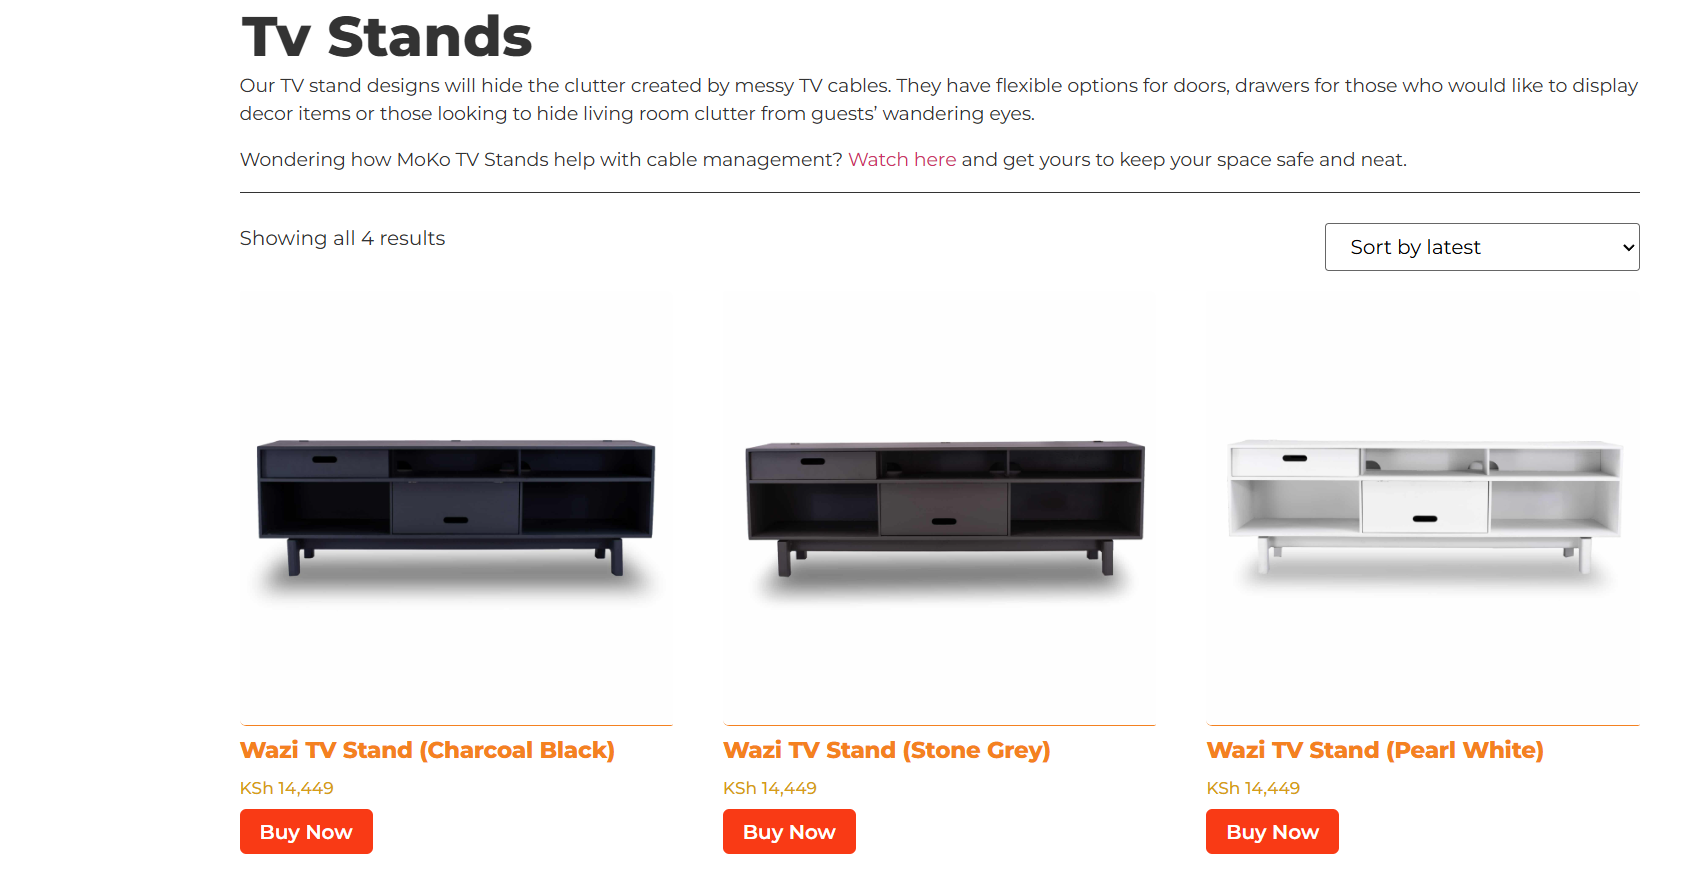 Tv Stands
Our TV stand designs will hide the clutter created by messy TV cables. They have flexible options for doors, drawers for those who would like to display
decor items or those looking to hide living room clutter from guests’ wandering eyes.
Wondering how MoKo TV Stands help with cable management? Watch here and get yours to keep your space safe and neat.
Showing all 4 results
Sort by latest
Wazi TV Stand (Charcoal Black)
KSh 14,449
Buy Now
Wazi TV Stand (Stone Grey)
KSh 14,449
Buy Now
Wazi TV Stand (Pearl White)
KSh 14,449
Buy Now